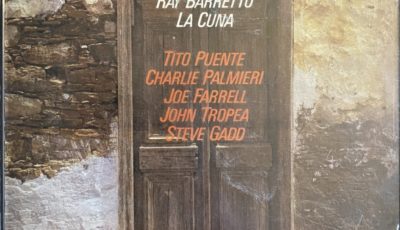 RAY BARRETTO
LA CUNA
TITO PUENTE
CHARLIE PALMIERI
JOE FARRELL
JOHN TROPEA
STEVE GADD